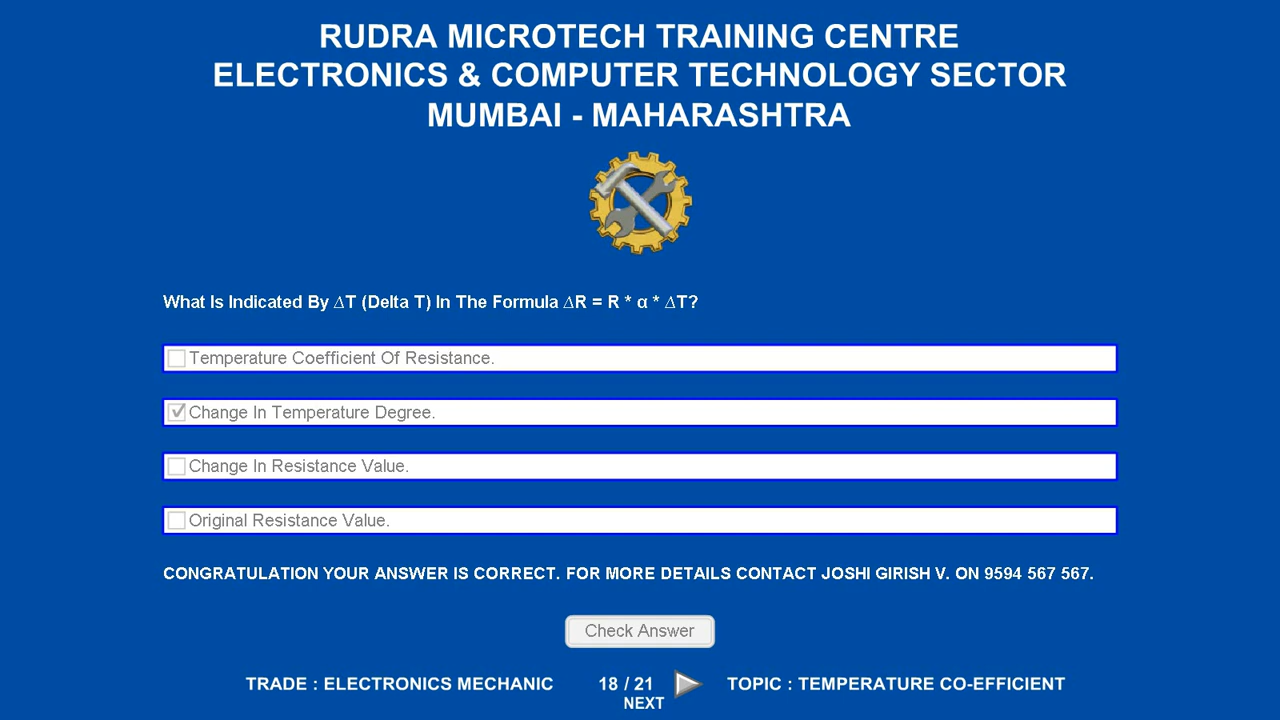 RUDRA MICROTECH TRAINING CENTRE
ELECTRONICS & COMPUTER TECHNOLOGY SECTOR
MUMBAI - MAHARASHTRA
What Is Indicated By ∆T (Delta T) In The Formula ∆R = R * α * ∆T?
Temperature Coefficient Of Resistance.
Change In Temperature Degree.
Change In Resistance Value.
Original Resistance Value.
CONGRATULATION YOUR ANSWER IS CORRECT. FOR MORE DETAILS CONTACT JOSHI GIRISH V. ON 9594 567 567.
Check Answer
TRADE : ELECTRONICS MECHANIC 18 / 21 TOPIC : TEMPERATURE CO-EFFICIENT
NEXT